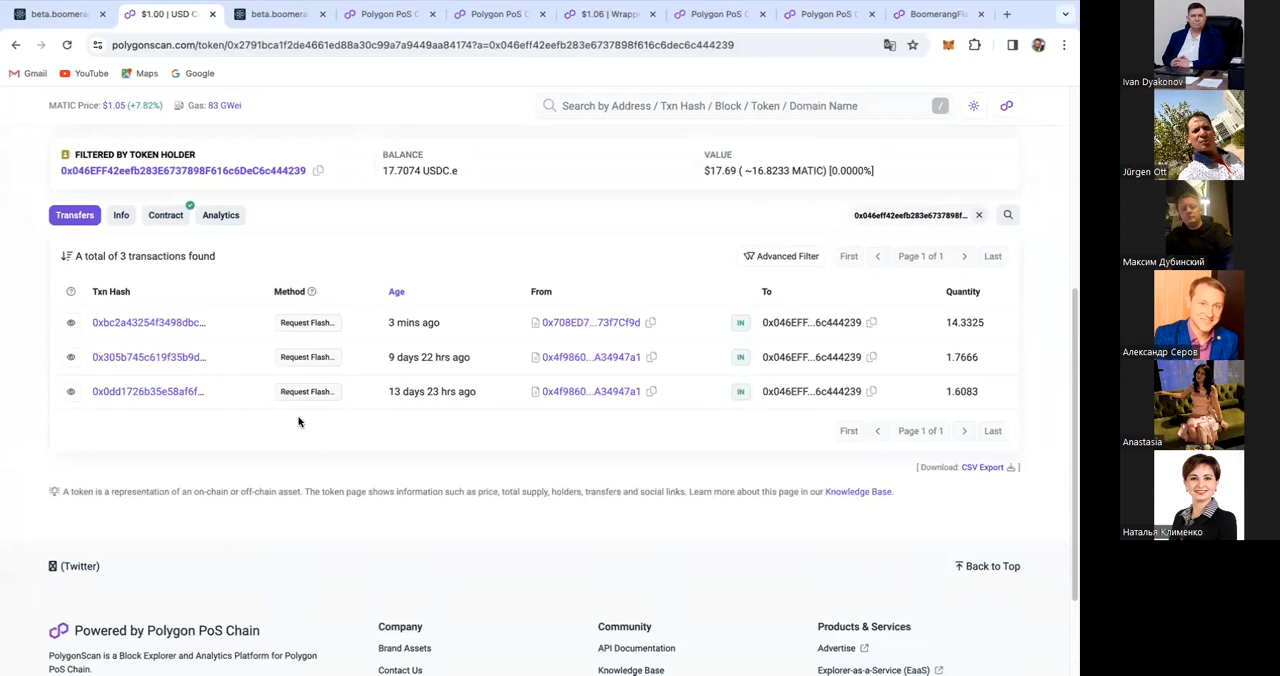 beta.boomera
$1.00 | USD C
beta.boomera
Polygon PoS C
Polygon PoS C
$1.06 | Wrapp
Polygon PoS C
Polygon PoS C
BoomerangFla
polygonscan.com/token/0x2791bca1f2de4661ed88a30c99a7a9449aa84174?a=0x046eff42eefb283e6737898f616c6dec6c444239
Gmail YouTube Maps Google
MATIC Price: $1.05 (+7.82%) Gas: 83 GWei
Search by Address / Txn Hash / Block / Token / Domain Name /
FILTERED BY TOKEN HOLDER BALANCE VALUE
0x046EFF42eefb283E6737898F616c6DeC6c444239 17.7074 USDC.e $17.69 ( ~16.8233 MATIC) [0.0000%]
Transfers Info Contract Analytics 0x046eff42eefb283e6737898f...
A total of 3 transactions found Advanced Filter First Page 1 of 1 Last
Txn Hash Method Age From To Quantity
0xbc2a43254f3498dbc... Request Flash... 3 mins ago 0x708ED7...73f7Cf9d IN 0x046EFF...6c444239 14.3325
0x305b745c619f35b9d... Request Flash... 9 days 22 hrs ago 0x4f9860...A34947a1 IN 0x046EFF...6c444239 1.7666
0x0dd1726b35e58af6f... Request Flash... 13 days 23 hrs ago 0x4f9860...A34947a1 IN 0x046EFF...6c444239 1.6083
First Page 1 of 1 Last
[ Download: CSV Export ]
A token is a representation of an on-chain or off-chain asset. The token page shows information such as price, total supply, holders, transfers and social links. Learn more about this page in our Knowledge Base.
(Twitter) Back to Top
Powered by Polygon PoS Chain Company Community Products & Services
PolygonScan is a Block Explorer and Analytics Platform for Polygon Brand Assets API Documentation Advertise
PoS Chain. Contact Us Knowledge Base Explorer-as-a-Service (EaaS)
Ivan Dyakonov
Jürgen Ott
Максим Дубинский
Александр Серов
Anastasia
Наталья Клименко